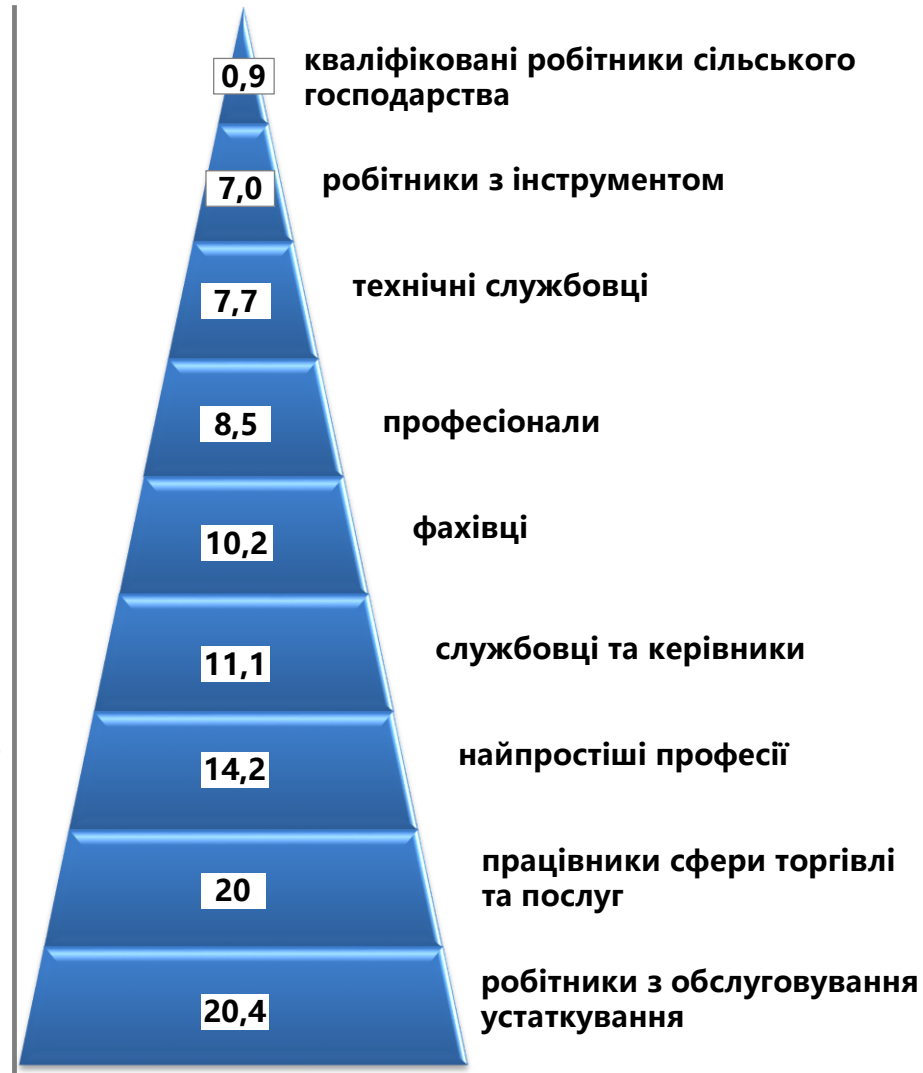 0,9
кваліфіковані робітники сільського
господарства
7,0
робітники з інструментом
7,7
технічні службовці
8,5
професіонали
10,2
фахівці
11,1
службовці та керівники
14,2
найпростіші професії
20
працівники сфери торгівлі
та послуг
20,4
робітники з обслуговування
устаткування